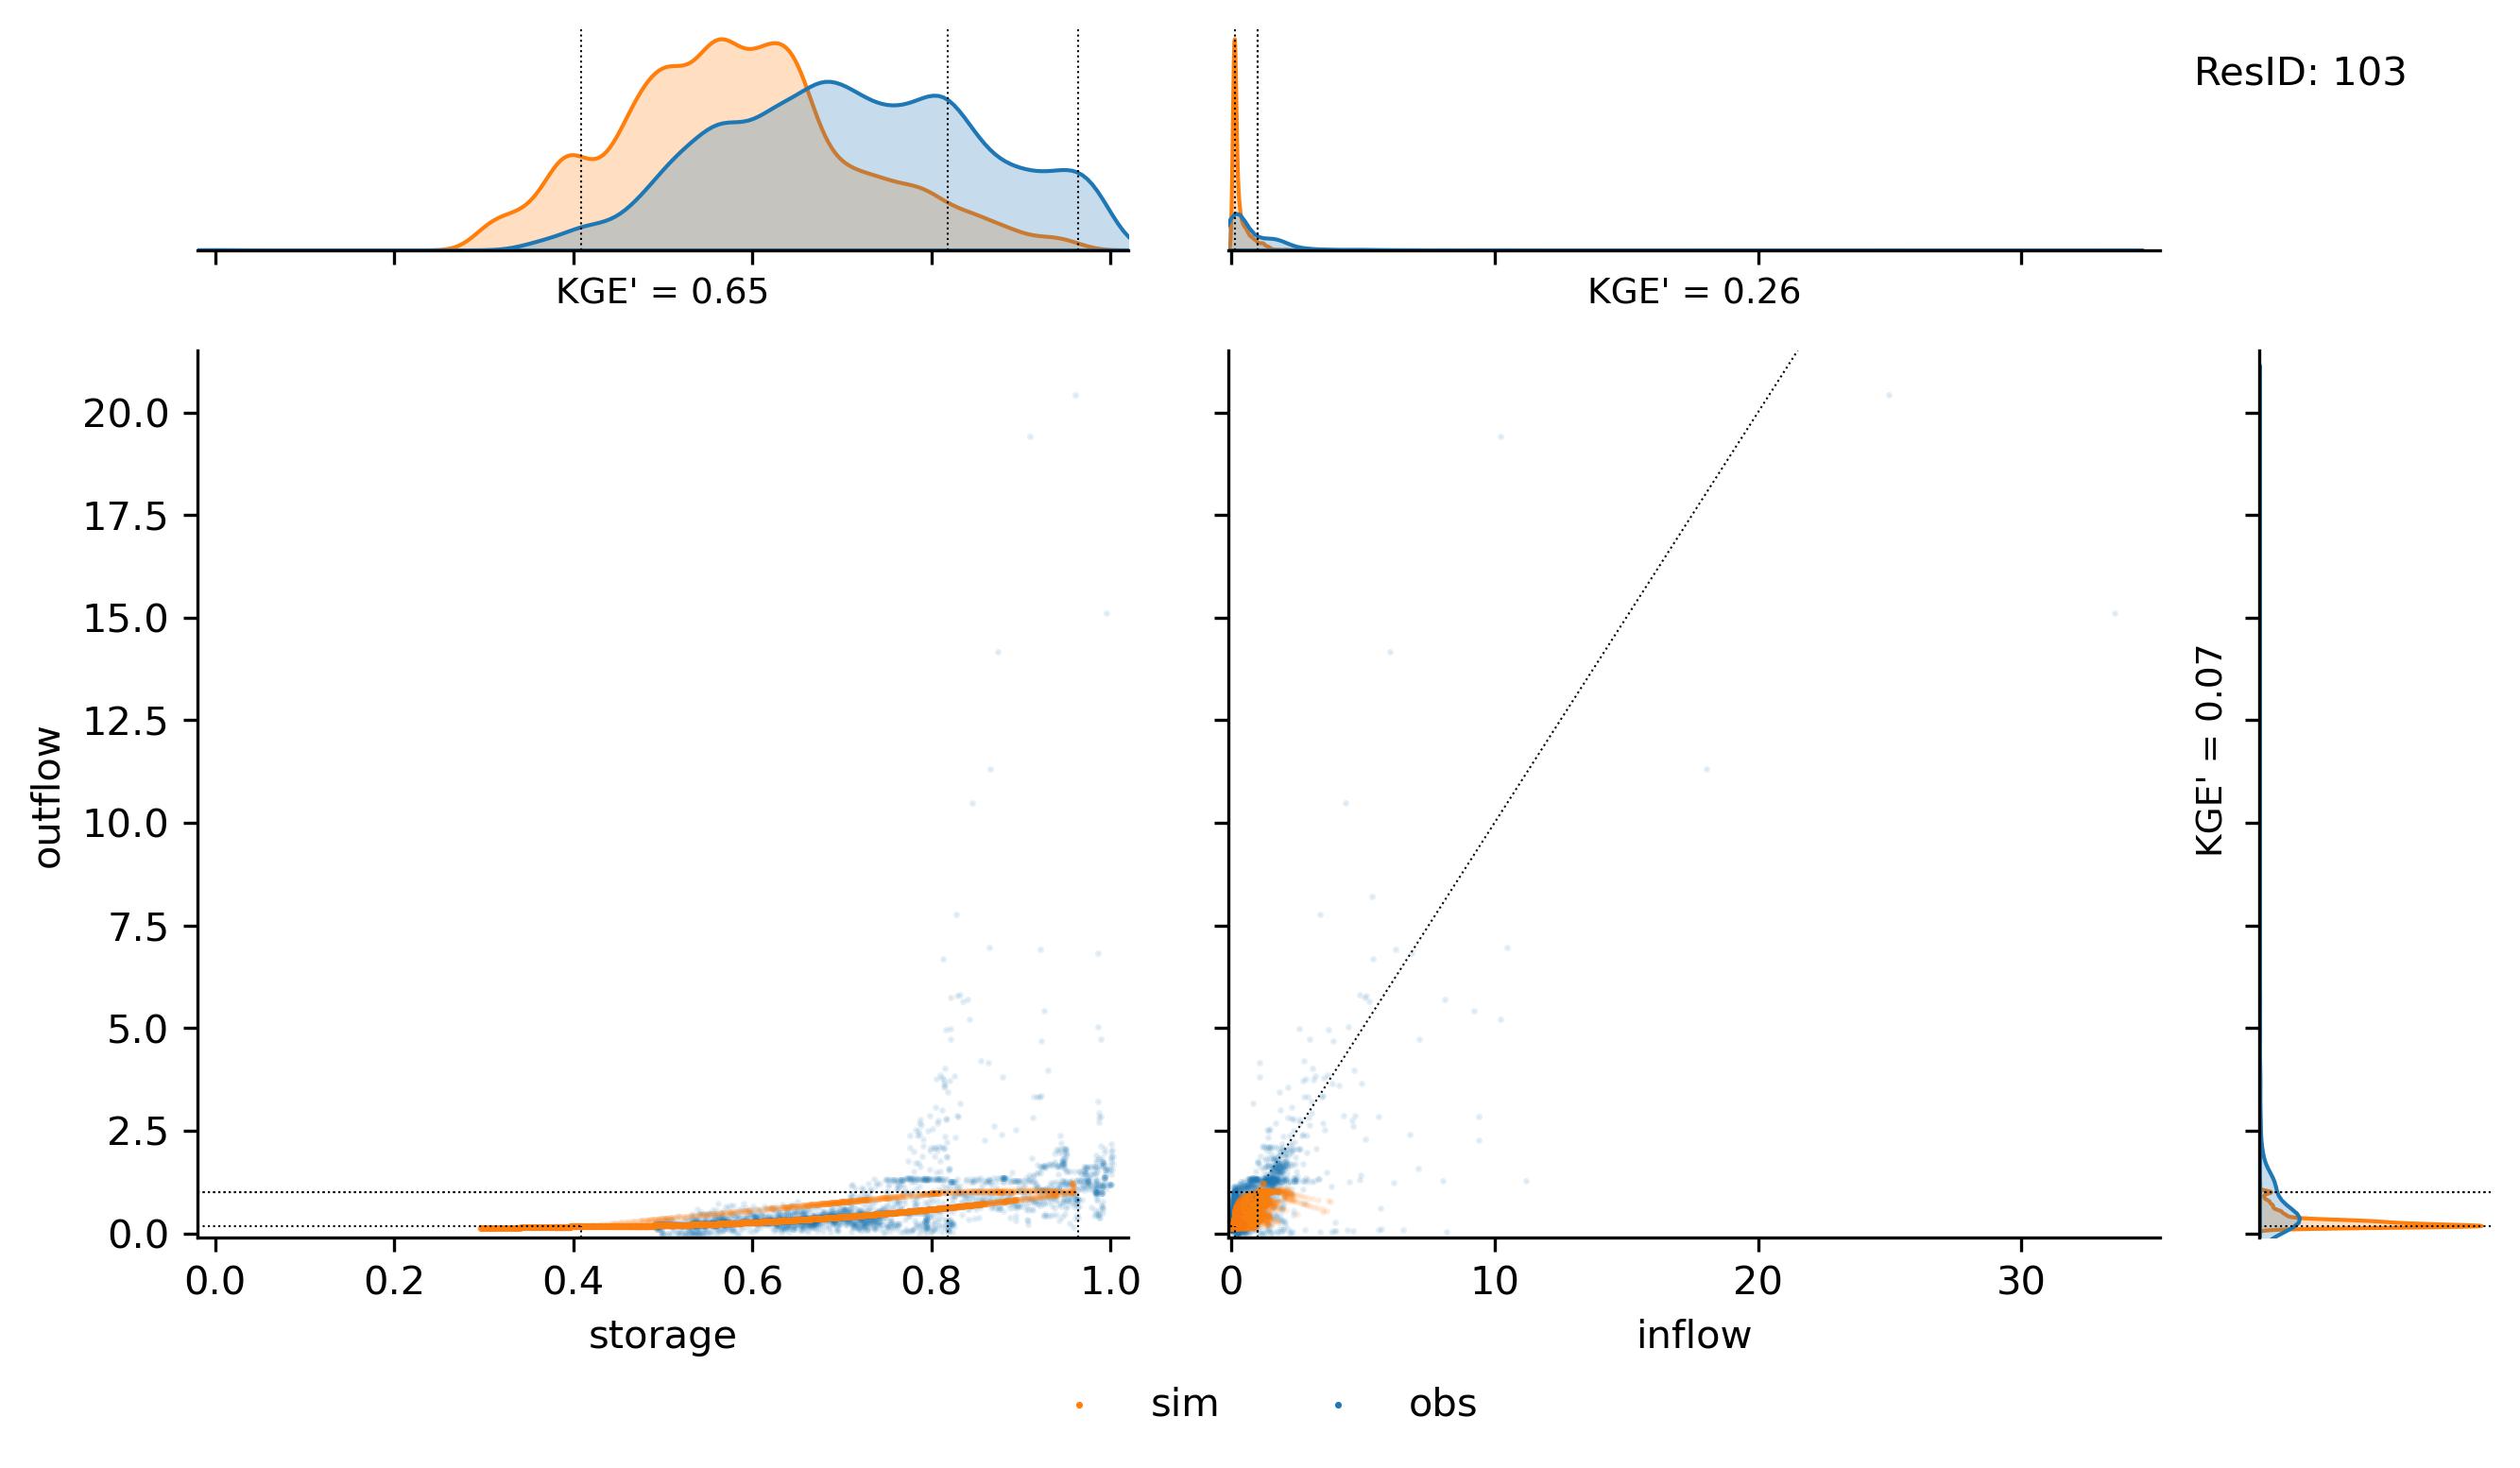 ResID: 103
KGE' = 0.65
KGE' = 0.26
20.0
17.5
15.0
12.5
10.0
7.5
5.0
2.5
0.0
outflow
KGE' = 0.07
0.0 0.2 0.4 0.6 0.8 1.0
0 10 20 30
storage
inflow
sim obs